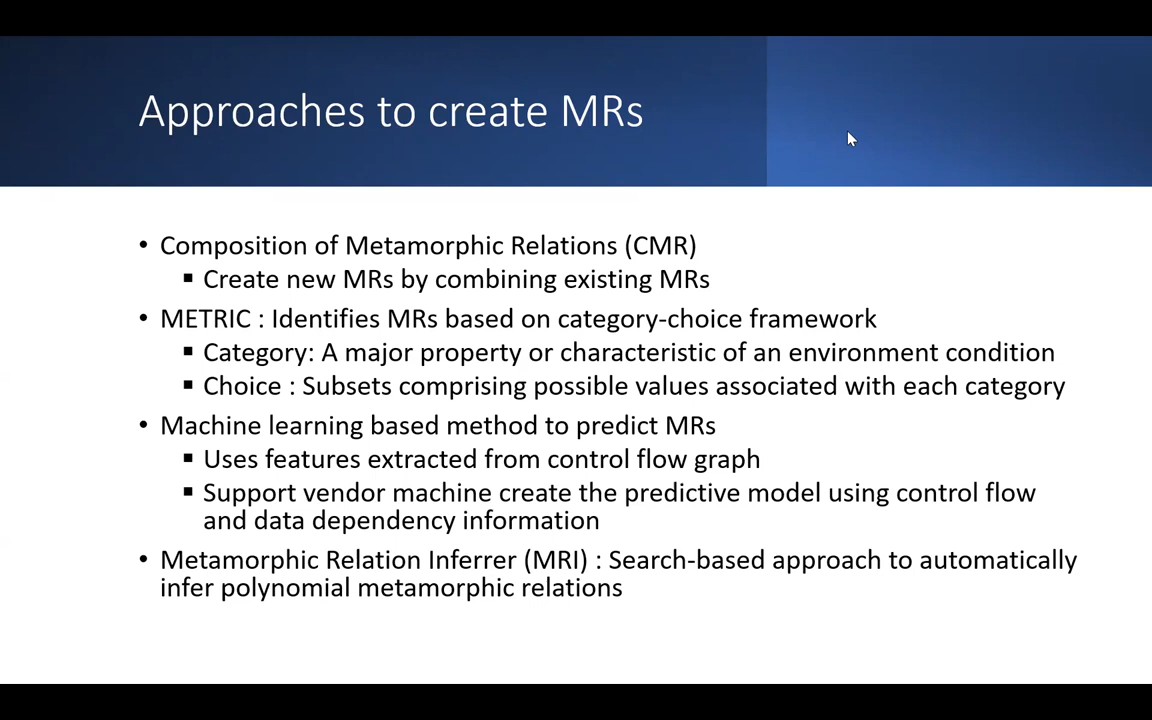 Approaches to create MRs
• Composition of Metamorphic Relations (CMR)
▪ Create new MRs by combining existing MRs
• METRIC : Identifies MRs based on category-choice framework
▪ Category: A major property or characteristic of an environment condition
▪ Choice : Subsets comprising possible values associated with each category
• Machine learning based method to predict MRs
▪ Uses features extracted from control flow graph
▪ Support vendor machine create the predictive model using control flow
and data dependency information
• Metamorphic Relation Inferrer (MRI) : Search-based approach to automatically
infer polynomial metamorphic relations